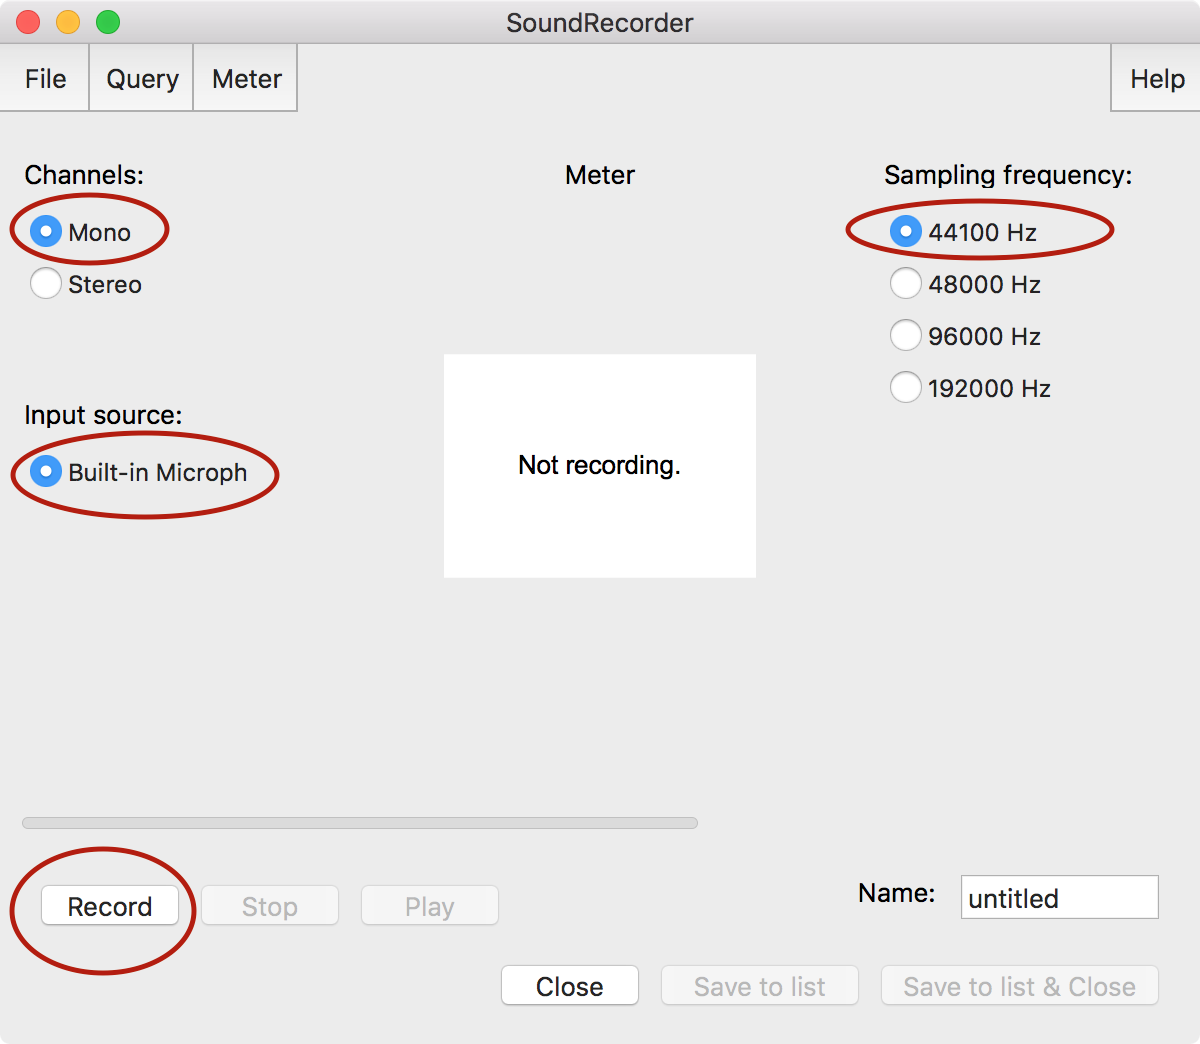 SoundRecorder
File Query Meter Help
Channels:
Mono
Stereo
Input source:
Built-in Microph
Meter
Not recording.
Sampling frequency:
44100 Hz
48000 Hz
96000 Hz
192000 Hz
Record Stop Play
Name: untitled
Close Save to list Save to list & Close